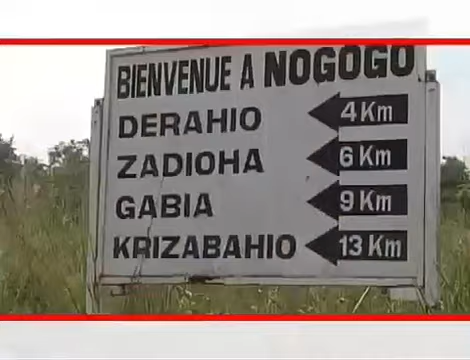 BIENVENUE A NOGOGO
DERAHIO 4 Km
ZADIOHA 6 Km
GABIA 9 Km
KRIZABAHIO 13 Km